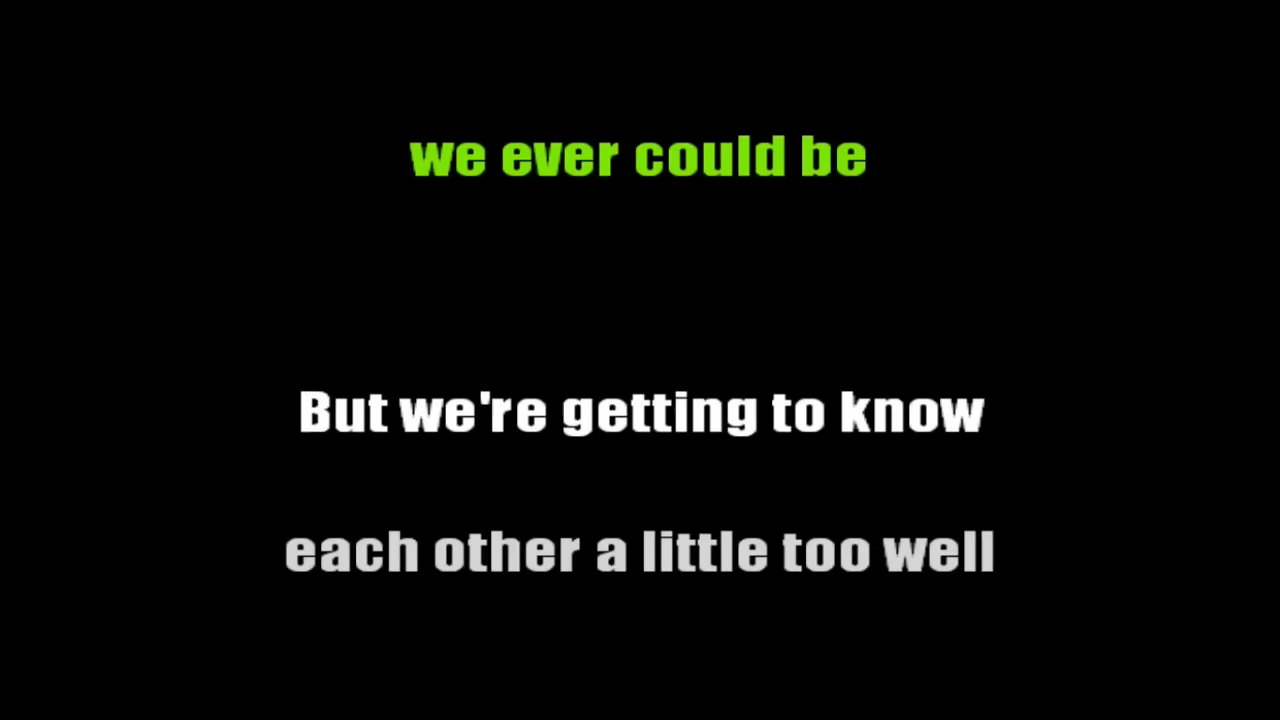 we ever could be
But we're getting to know
each other a little too well